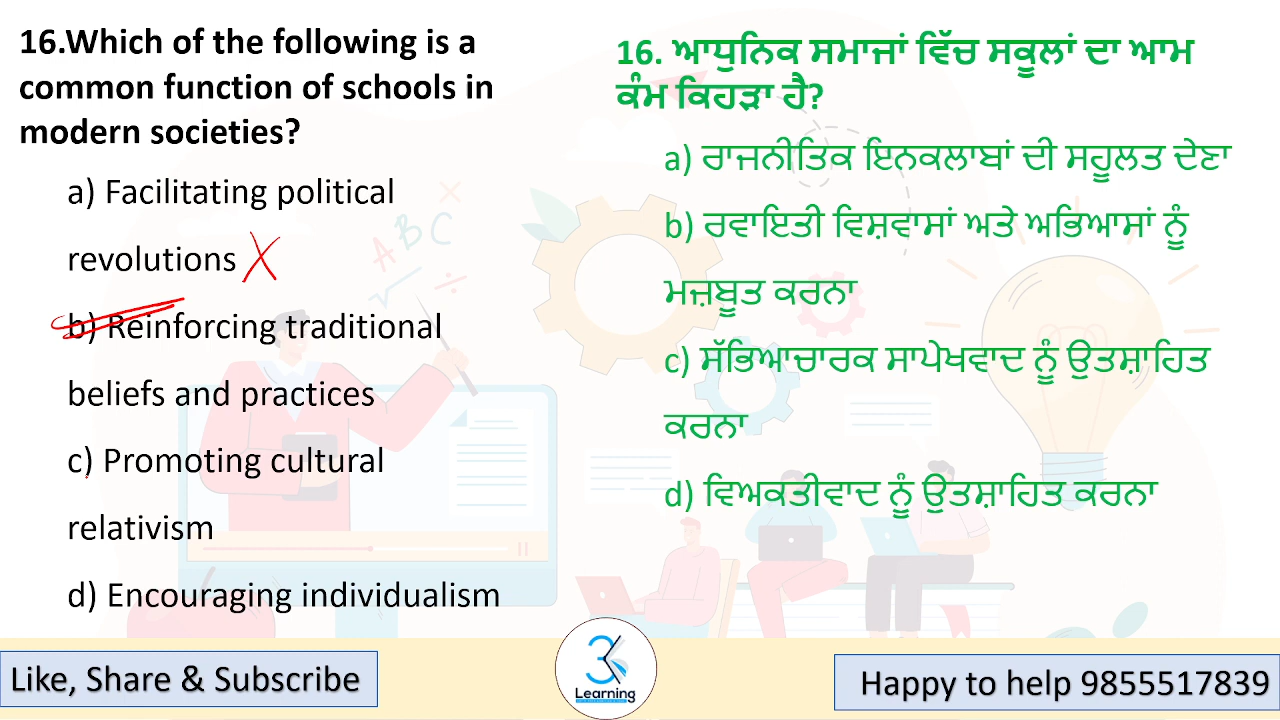 16.Which of the following is a
common function of schools in
modern societies?
a) Facilitating political
revolutions
b) Reinforcing traditional
beliefs and practices
c) Promoting cultural
relativism
d) Encouraging individualism
16. ਆਧੁਨਿਕ ਸਮਾਜਾਂ ਵਿੱਚ ਸਕੂਲਾਂ ਦਾ ਆਮ
ਕੰਮ ਕਿਹੜਾ ਹੈ?
a) ਰਾਜਨੀਤਿਕ ਇਨਕਲਾਬਾਂ ਦੀ ਸਹੂਲਤ ਦੇਣਾ
b) ਰਵਾਇਤੀ ਵਿਸ਼ਵਾਸਾਂ ਅਤੇ ਅਭਿਆਸਾਂ ਨੂੰ
ਮਜ਼ਬੂਤ ਕਰਨਾ
c) ਸੱਭਿਆਚਾਰਕ ਸਾਪੇਖਵਾਦ ਨੂੰ ਉਤਸ਼ਾਹਿਤ
ਕਰਨਾ
d) ਵਿਅਕਤੀਵਾਦ ਨੂੰ ਉਤਸ਼ਾਹਿਤ ਕਰਨਾ
ABC
Like, Share & Subscribe
3
Learning
Happy to help 9855517839